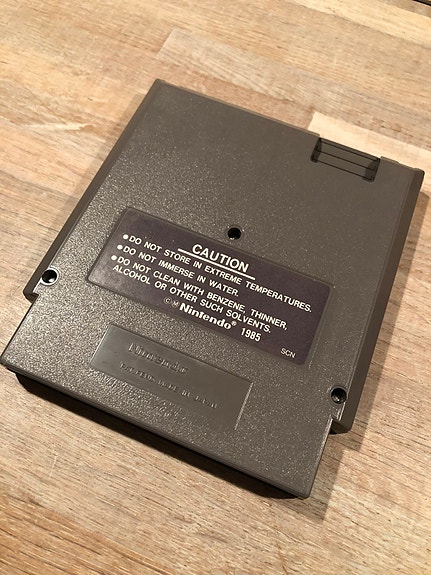 CAUTION
•DO NOT STORE IN EXTREME TEMPERATURES.
•DO NOT IMMERSE IN WATER.
•DO NOT CLEAN WITH BENZENE, THINNER,
ALCOHOL OR OTHER SUCH SOLVENTS.
Nintendo® 1985
SCN
Nintendo